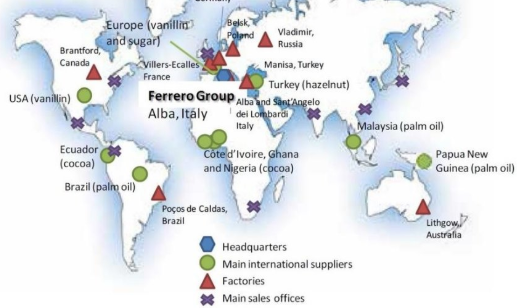 Germany,
Europe (vanillin
and sugar)
Belsk,
Poland
Vladimir,
Russia
Brantford,
Canada
Villers-Ecalles
France
Manisa, Turkey
USA (vanillin)
Turkey (hazelnut)
Ferrero Group
Alba, Italy
Alba and Sant'Angelo
dei Lombardi
Italy
Malaysia (palm oil)
Ecuador
(cocoa)
Côte d'Ivoire, Ghana
and Nigeria (cocoa)
Papua New
Guinea (palm oil)
Brazil (palm oil)
Poços de Caldas,
Brazil
Lithgow,
Australia
Headquarters
Main international suppliers
Factories
Main sales offices